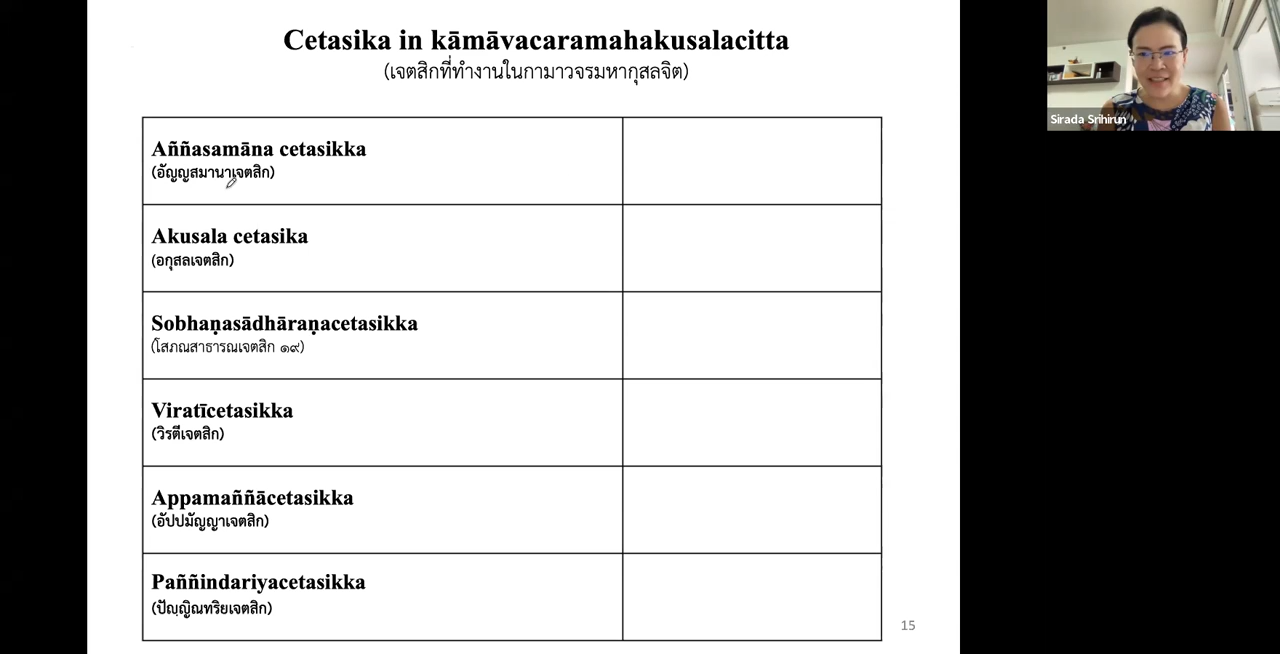 Cetasika in kāmāvacaramahakusalacitta
(เจตสิกที่ทำงานในกามาวจรมหากุสลจิต)
Sirada Srihirun
Aññasamāna cetasikka
(อัญญสมานาเจตสิก)
Akusala cetasika
(อกุสลเจตสิก)
Sobhaṇasādhāraṇacetasikka
(โสภณสาธารณเจตสิก ๑๙)
Viratīcetasikka
(วิรตีเจตสิก)
Appamaññācetasikka
(อัปปมัญญาเจตสิก)
Paññindariyacetasikka
(ปัญฺญิณทริยเจตสิก)
15